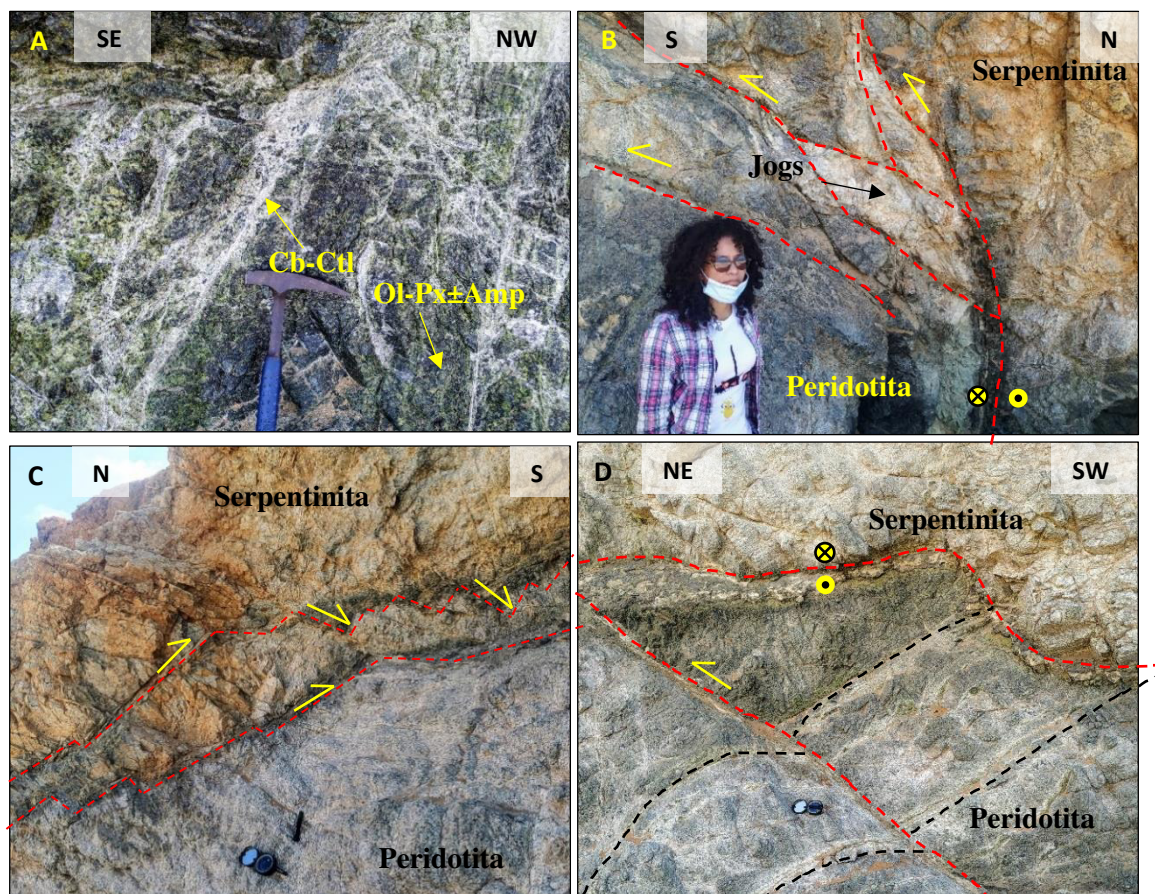 A
SE
NW
Cb-Ctl
Ol-Px±Amp
B
S
N
Serpentinita
Jogs
Peridotita
C
N
S
Serpentinita
Peridotita
D
NE
SW
Serpentinita
Peridotita